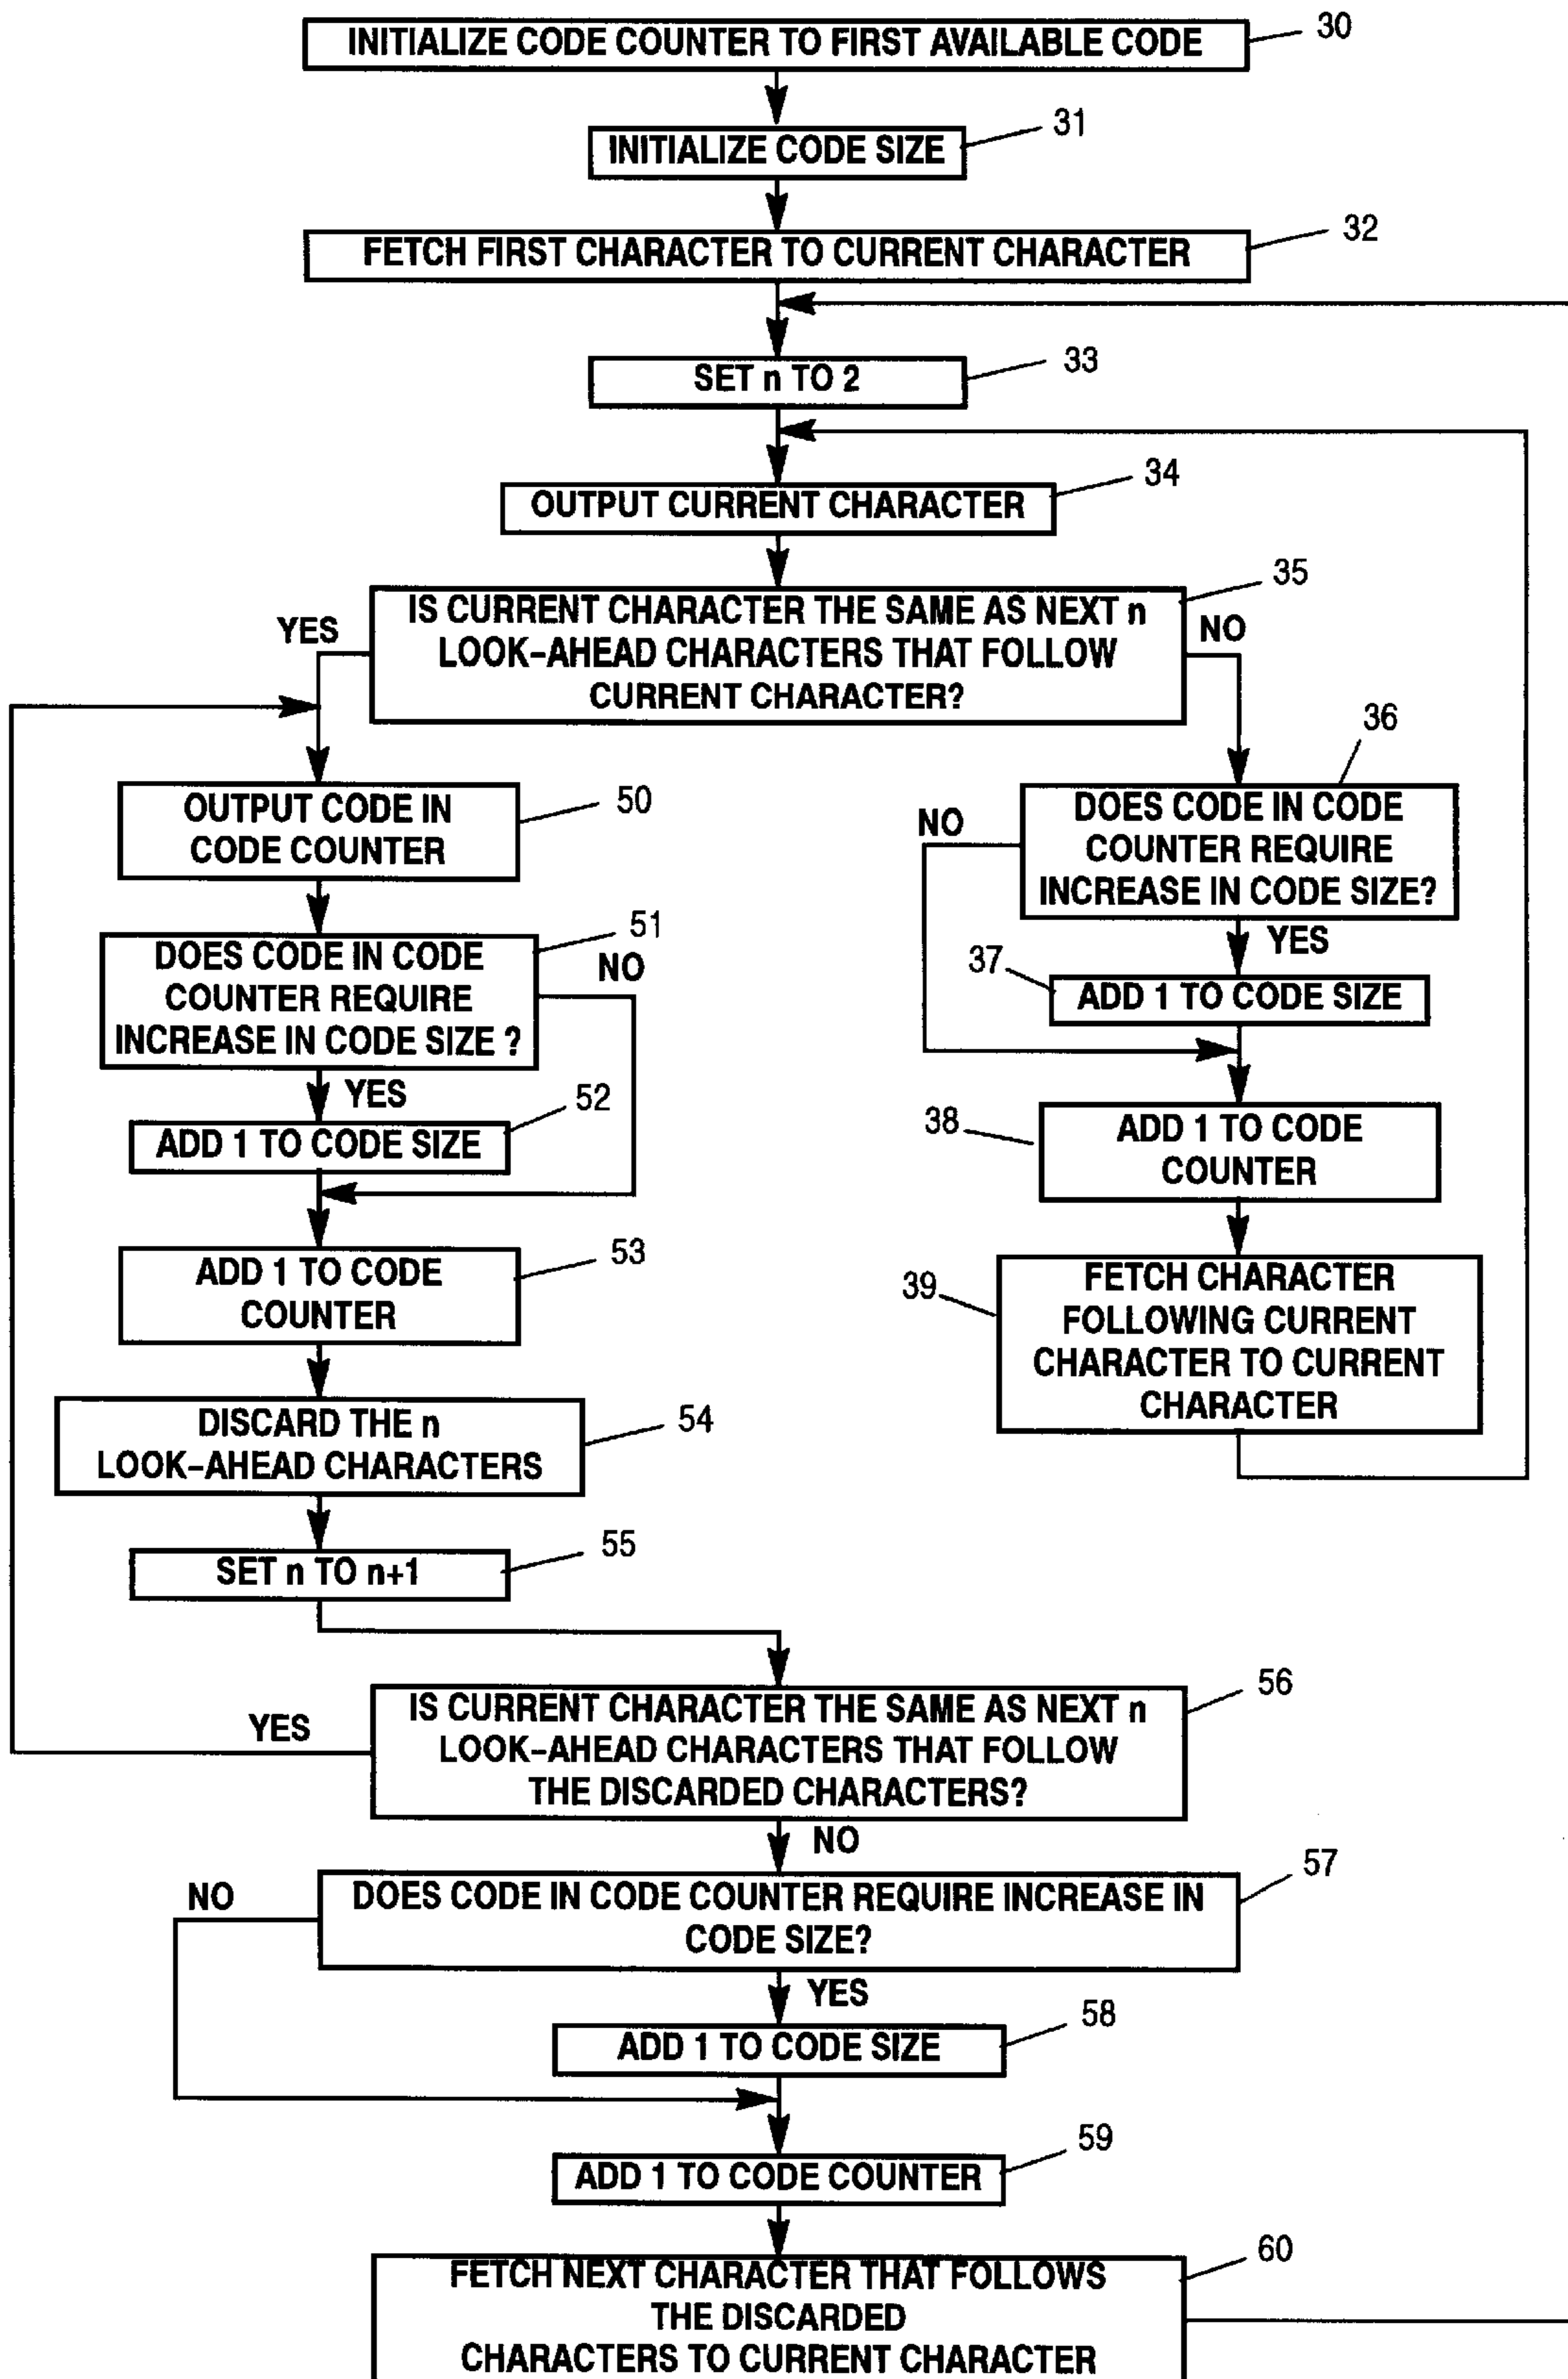 INITIALIZE CODE COUNTER TO FIRST AVAILABLE CODE
30
INITIALIZE CODE SIZE
31
FETCH FIRST CHARACTER TO CURRENT CHARACTER
32
SET n TO 2
33
OUTPUT CURRENT CHARACTER
34
IS CURRENT CHARACTER THE SAME AS NEXT n
LOOK-AHEAD CHARACTERS THAT FOLLOW
CURRENT CHARACTER?
35
YES
NO
36
DOES CODE IN CODE
COUNTER REQUIRE
INCREASE IN CODE SIZE?
NO
YES
37
ADD 1 TO CODE SIZE
38
ADD 1 TO CODE
COUNTER
39
FETCH CHARACTER
FOLLOWING CURRENT
CHARACTER TO CURRENT
CHARACTER
OUTPUT CODE IN
CODE COUNTER
50
DOES CODE IN CODE
COUNTER REQUIRE
INCREASE IN CODE SIZE ?
51
NO
YES
52
ADD 1 TO CODE SIZE
ADD 1 TO CODE
COUNTER
53
DISCARD THE n
LOOK-AHEAD CHARACTERS
54
SET n TO n+1
55
IS CURRENT CHARACTER THE SAME AS NEXT n
LOOK-AHEAD CHARACTERS THAT FOLLOW
THE DISCARDED CHARACTERS?
56
YES
NO
DOES CODE IN CODE COUNTER REQUIRE INCREASE IN
CODE SIZE?
57
NO
YES
ADD 1 TO CODE SIZE
58
ADD 1 TO CODE COUNTER
59
FETCH NEXT CHARACTER THAT FOLLOWS
THE DISCARDED
CHARACTERS TO CURRENT CHARACTER
60